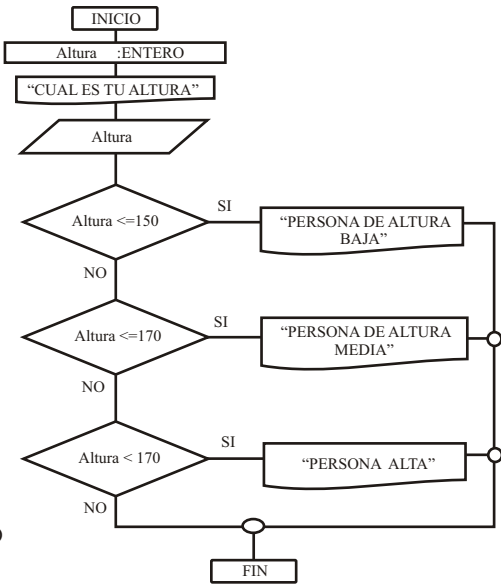 INICIO
Altura :ENTERO
“CUAL ES TU ALTURA”
Altura
Altura <=150
SI
“PERSONA DE ALTURA
BAJA”
NO
Altura <=170
SI
“PERSONA DE ALTURA
MEDIA”
NO
Altura < 170
SI
“PERSONA ALTA”
NO
FIN